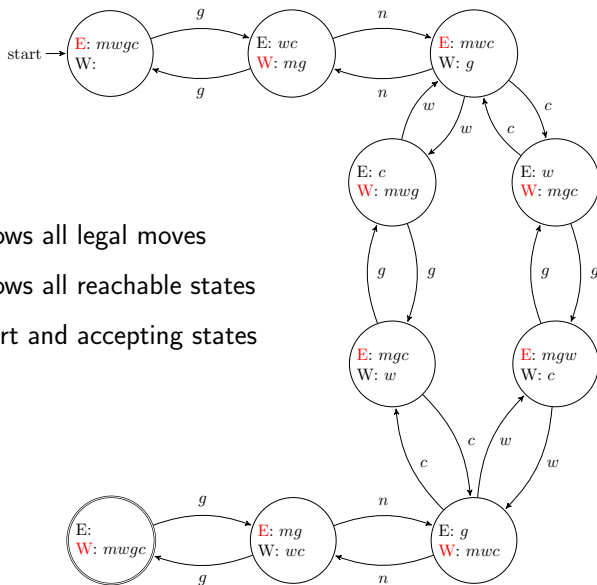 g
n
start
E: mwgc
W:
E: wc
W: mg
E: mwc
W: g
g
n
w
w
c
c
E: c
W: mwg
E: w
W: mgc
ows all legal moves
g
g
g
g
ows all reachable states
rt and accepting states
E: mgc
W: w
E: mgw
W: c
c
c
w
w
g
n
E:
W: mwgc
E: mg
W: wc
E: g
W: mwc
g
n